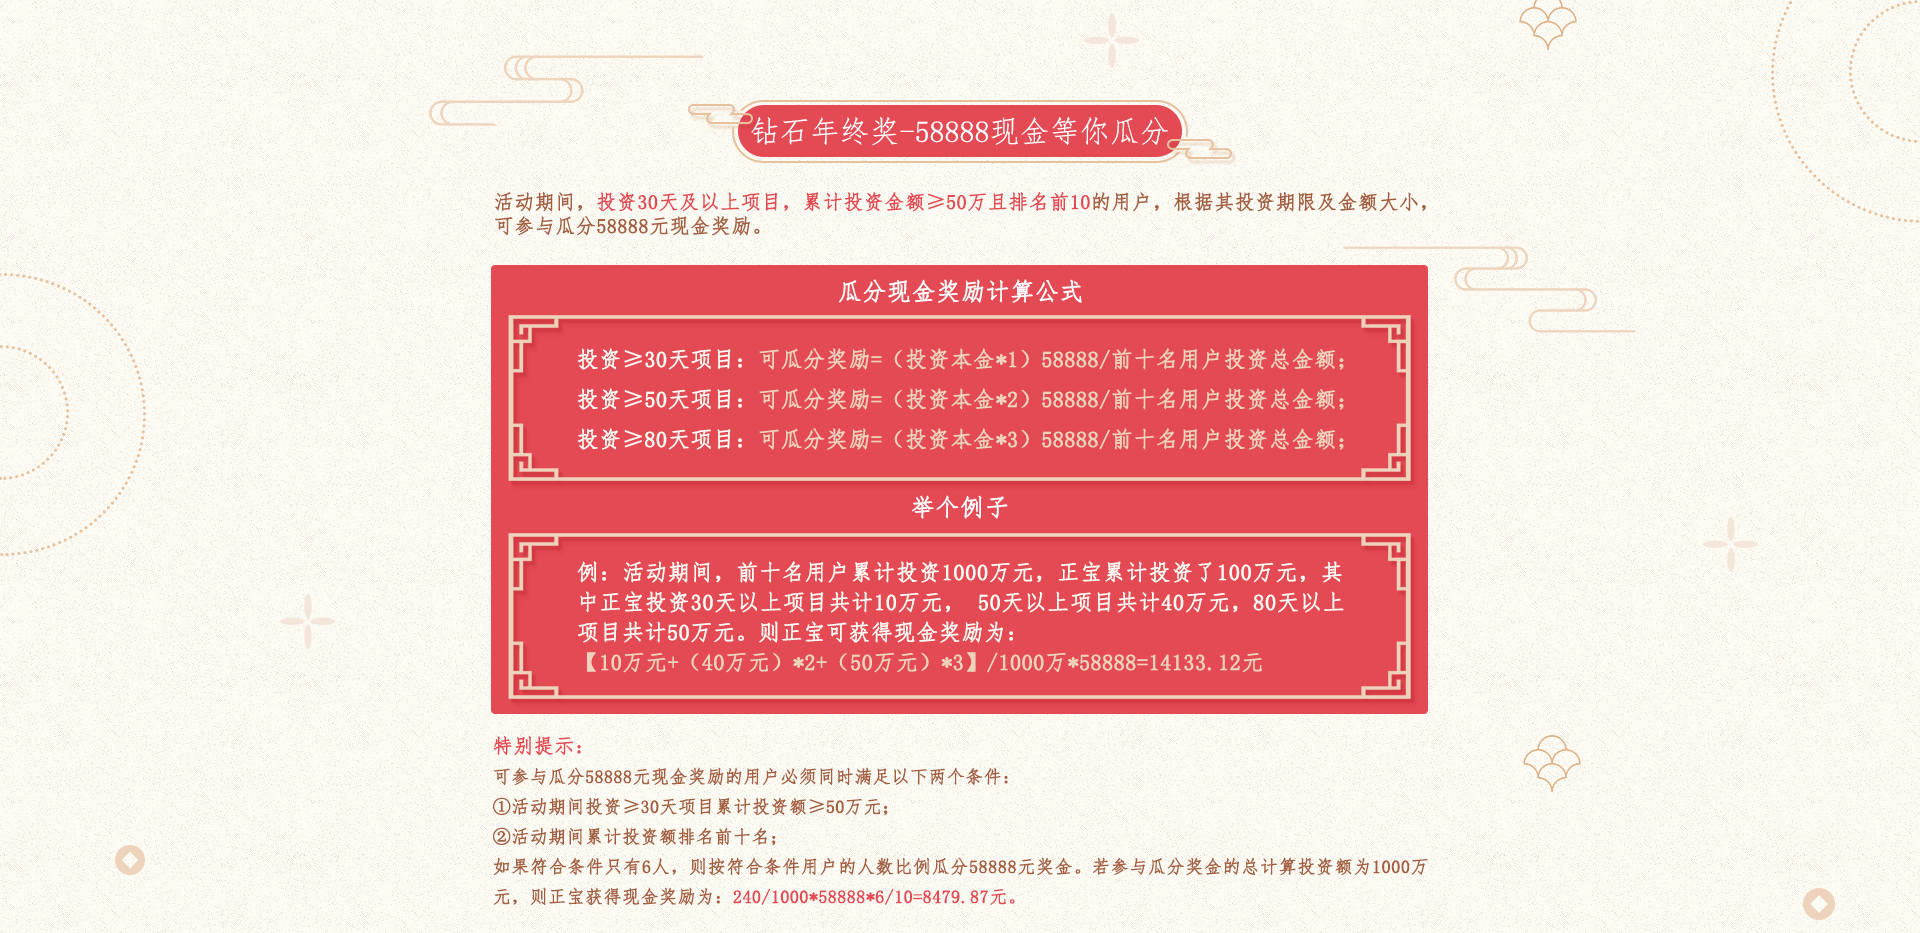 钻石年终奖-58888现金等你瓜分
活动期间，投资30天及以上项目，累计投资金额≥50万且排名前10的用户，根据其投资期限及金额大小，
可参与瓜分58888元现金奖励。
瓜分现金奖励计算公式
投资≥30天项目：可瓜分奖励=（投资本金*1）58888/前十名用户投资总金额；
投资≥50天项目：可瓜分奖励=（投资本金*2）58888/前十名用户投资总金额；
投资≥80天项目：可瓜分奖励=（投资本金*3）58888/前十名用户投资总金额；
举个例子
例：活动期间，前十名用户累计投资1000万元，正宝累计投资了100万元，其
中正宝投资30天以上项目共计10万元， 50天以上项目共计40万元，80天以上
项目共计50万元。则正宝可获得现金奖励为：
【10万元+（40万元）*2+（50万元）*3】/1000万*58888=14133.12元
特别提示：
可参与瓜分58888元现金奖励的用户必须同时满足以下两个条件：
①活动期间投资≥30天项目累计投资额≥50万元；
②活动期间累计投资额排名前十名；
如果符合条件只有6人，则按符合条件用户的人数比例瓜分58888元奖金。若参与瓜分奖金的总计算投资额为1000万
元，则正宝获得现金奖励为：240/1000*58888*6/10=8479.87元。